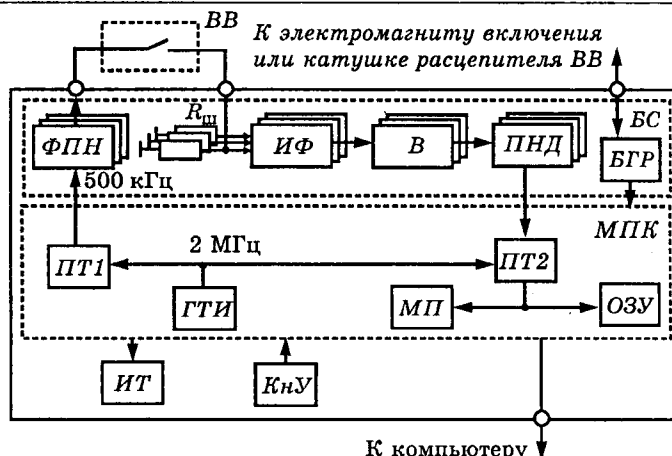 ВВ
К электромагниту включения
или катушке расцепителя ВВ
Rш
БС
ФПН
ИФ
В
ПНД
БГР
500 кГц
МПК
2 МГц
ПТ1
ПТ2
ГТИ
МП
ОЗУ
ИТ
КнУ
К компьютеру